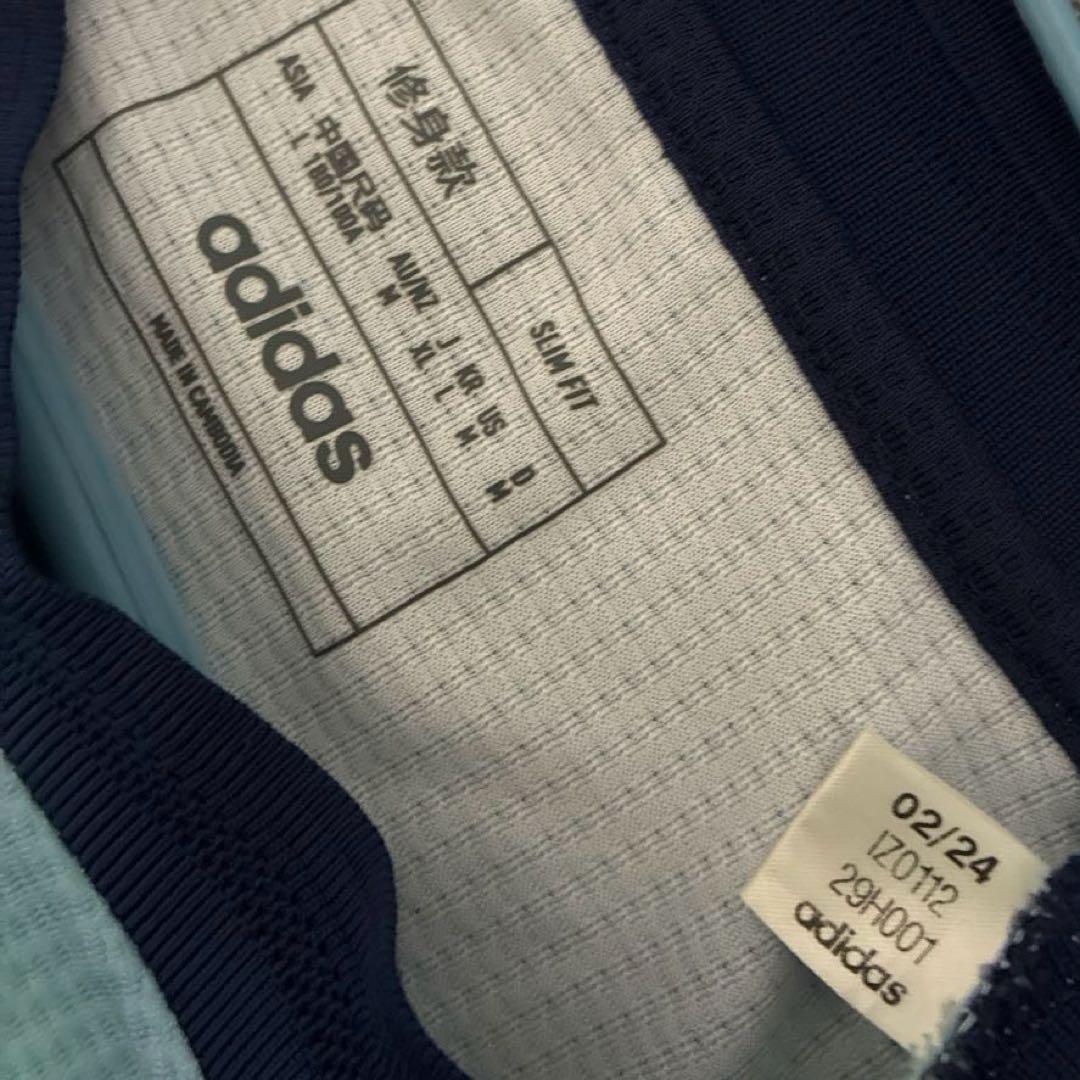 修身款 SLIM FIT
ASIA 中国尺码 AU/NZ J KR US D
L 180/100A M XL L M M
adidas
MADE IN CAMBODIA
02/24
IZ0112
29H001
adidas